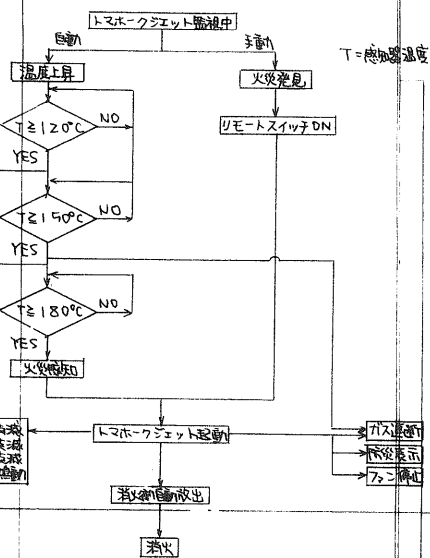 トマホークジェット監視中
自動
手動
T=感知器温度
温度上昇
火災発見
T≧120℃
NO
リモートスイッチON
YES
T≧150℃
NO
YES
T≧180℃
NO
YES
火災感知
トマホークジェット起動
ガス遮断
防災表示
ファン停止
消火剤自動放出
消火